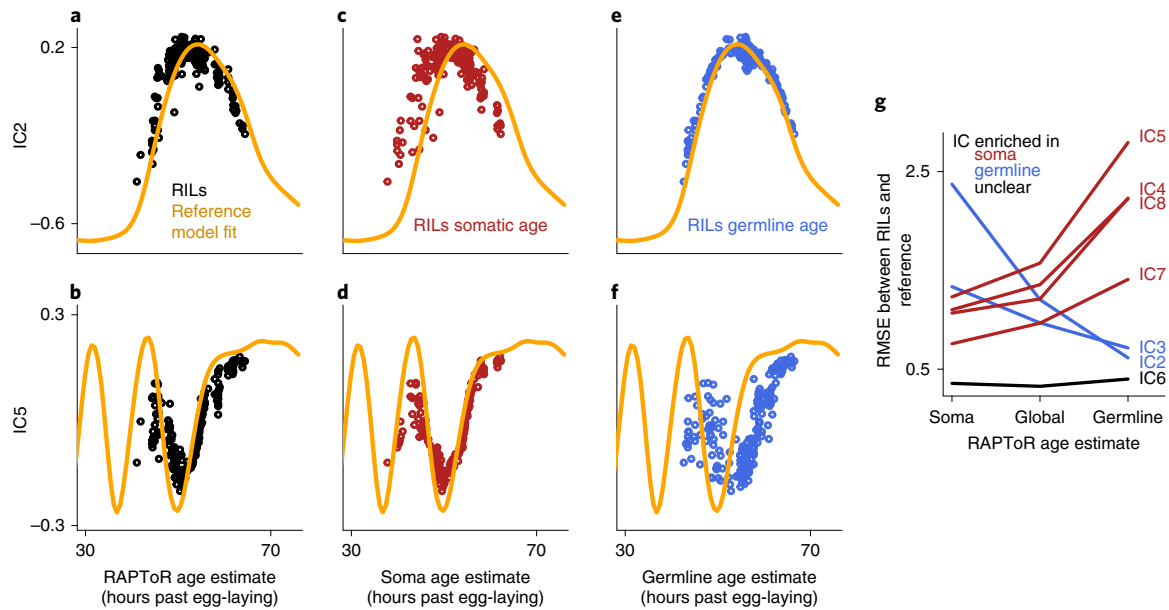 a
c
e
0.2
IC2
–0.6
RILs
Reference
model fit
RILs somatic age
RILs germline age
b
d
f
0.3
IC5
–0.3
30
70
30
70
30
70
RAPToR age estimate
(hours past egg-laying)
Soma age estimate
(hours past egg-laying)
Germline age estimate
(hours past egg-laying)
g
IC enriched in
soma
germline
unclear
RMSE between RILs and
reference
2.5
0.5
IC5
IC4
IC8
IC7
IC3
IC2
IC6
Soma
Global
Germline
RAPToR age estimate